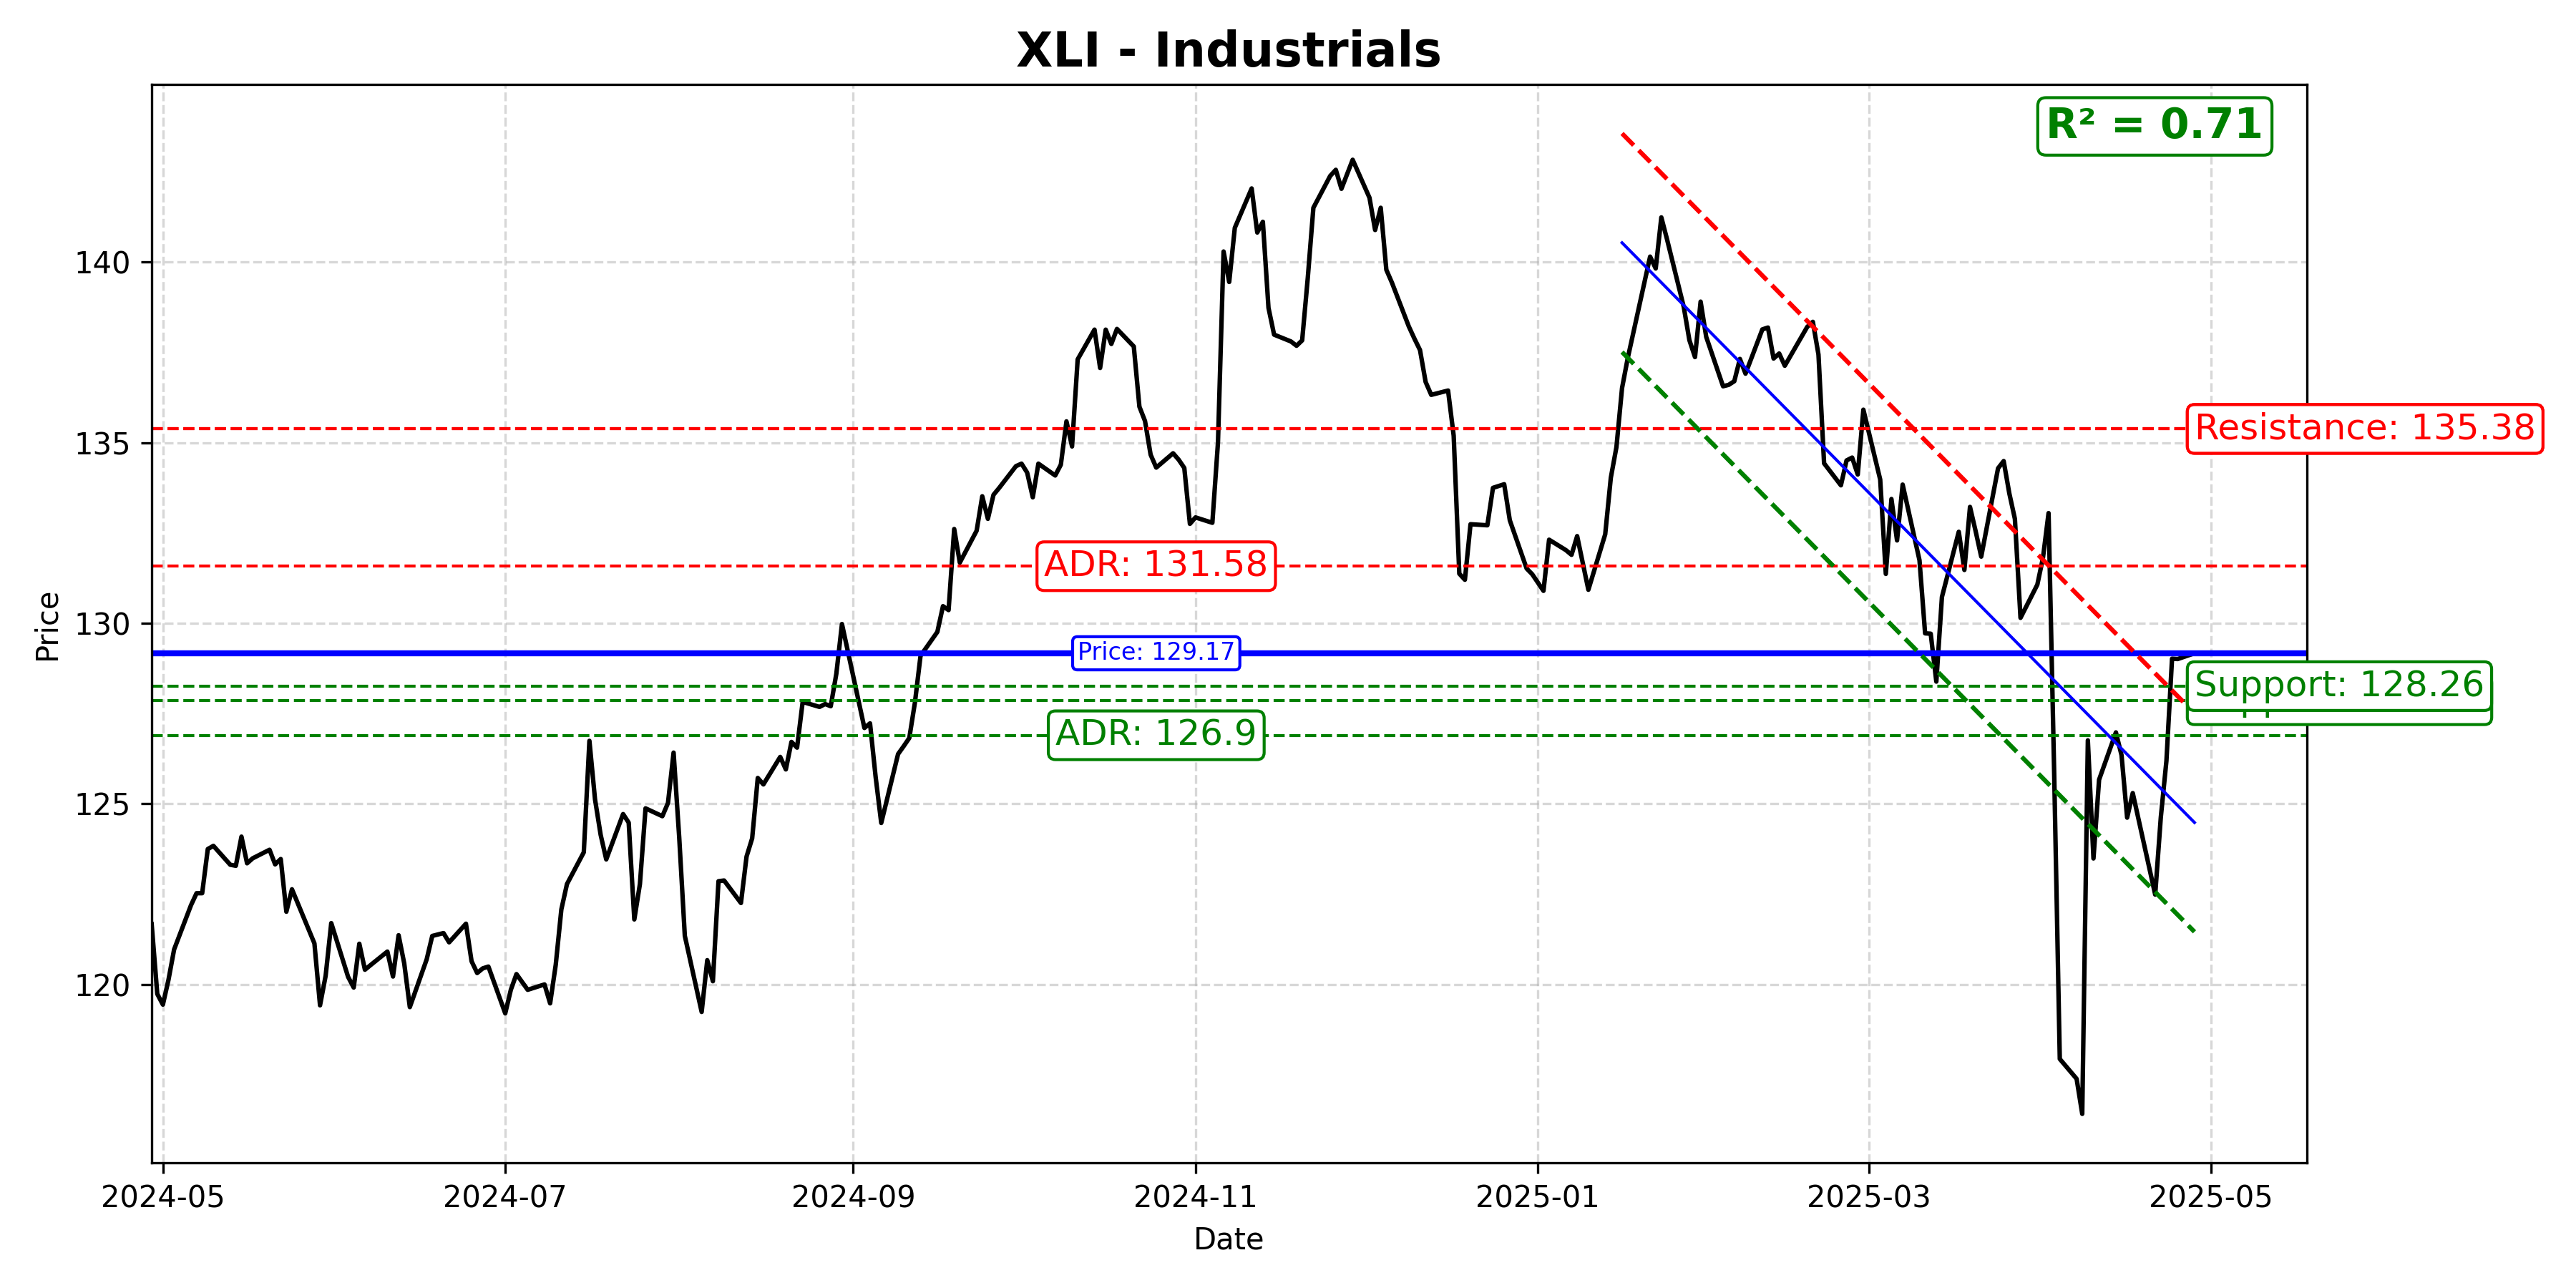 XLI - Industrials
R² = 0.71
140
135
130
125
120
Price
Resistance: 135.38
ADR: 131.58
Price: 129.17
Support: 128.26
ADR: 126.9
2024-05
2024-07
2024-09
2024-11
2025-01
2025-03
2025-05
Date